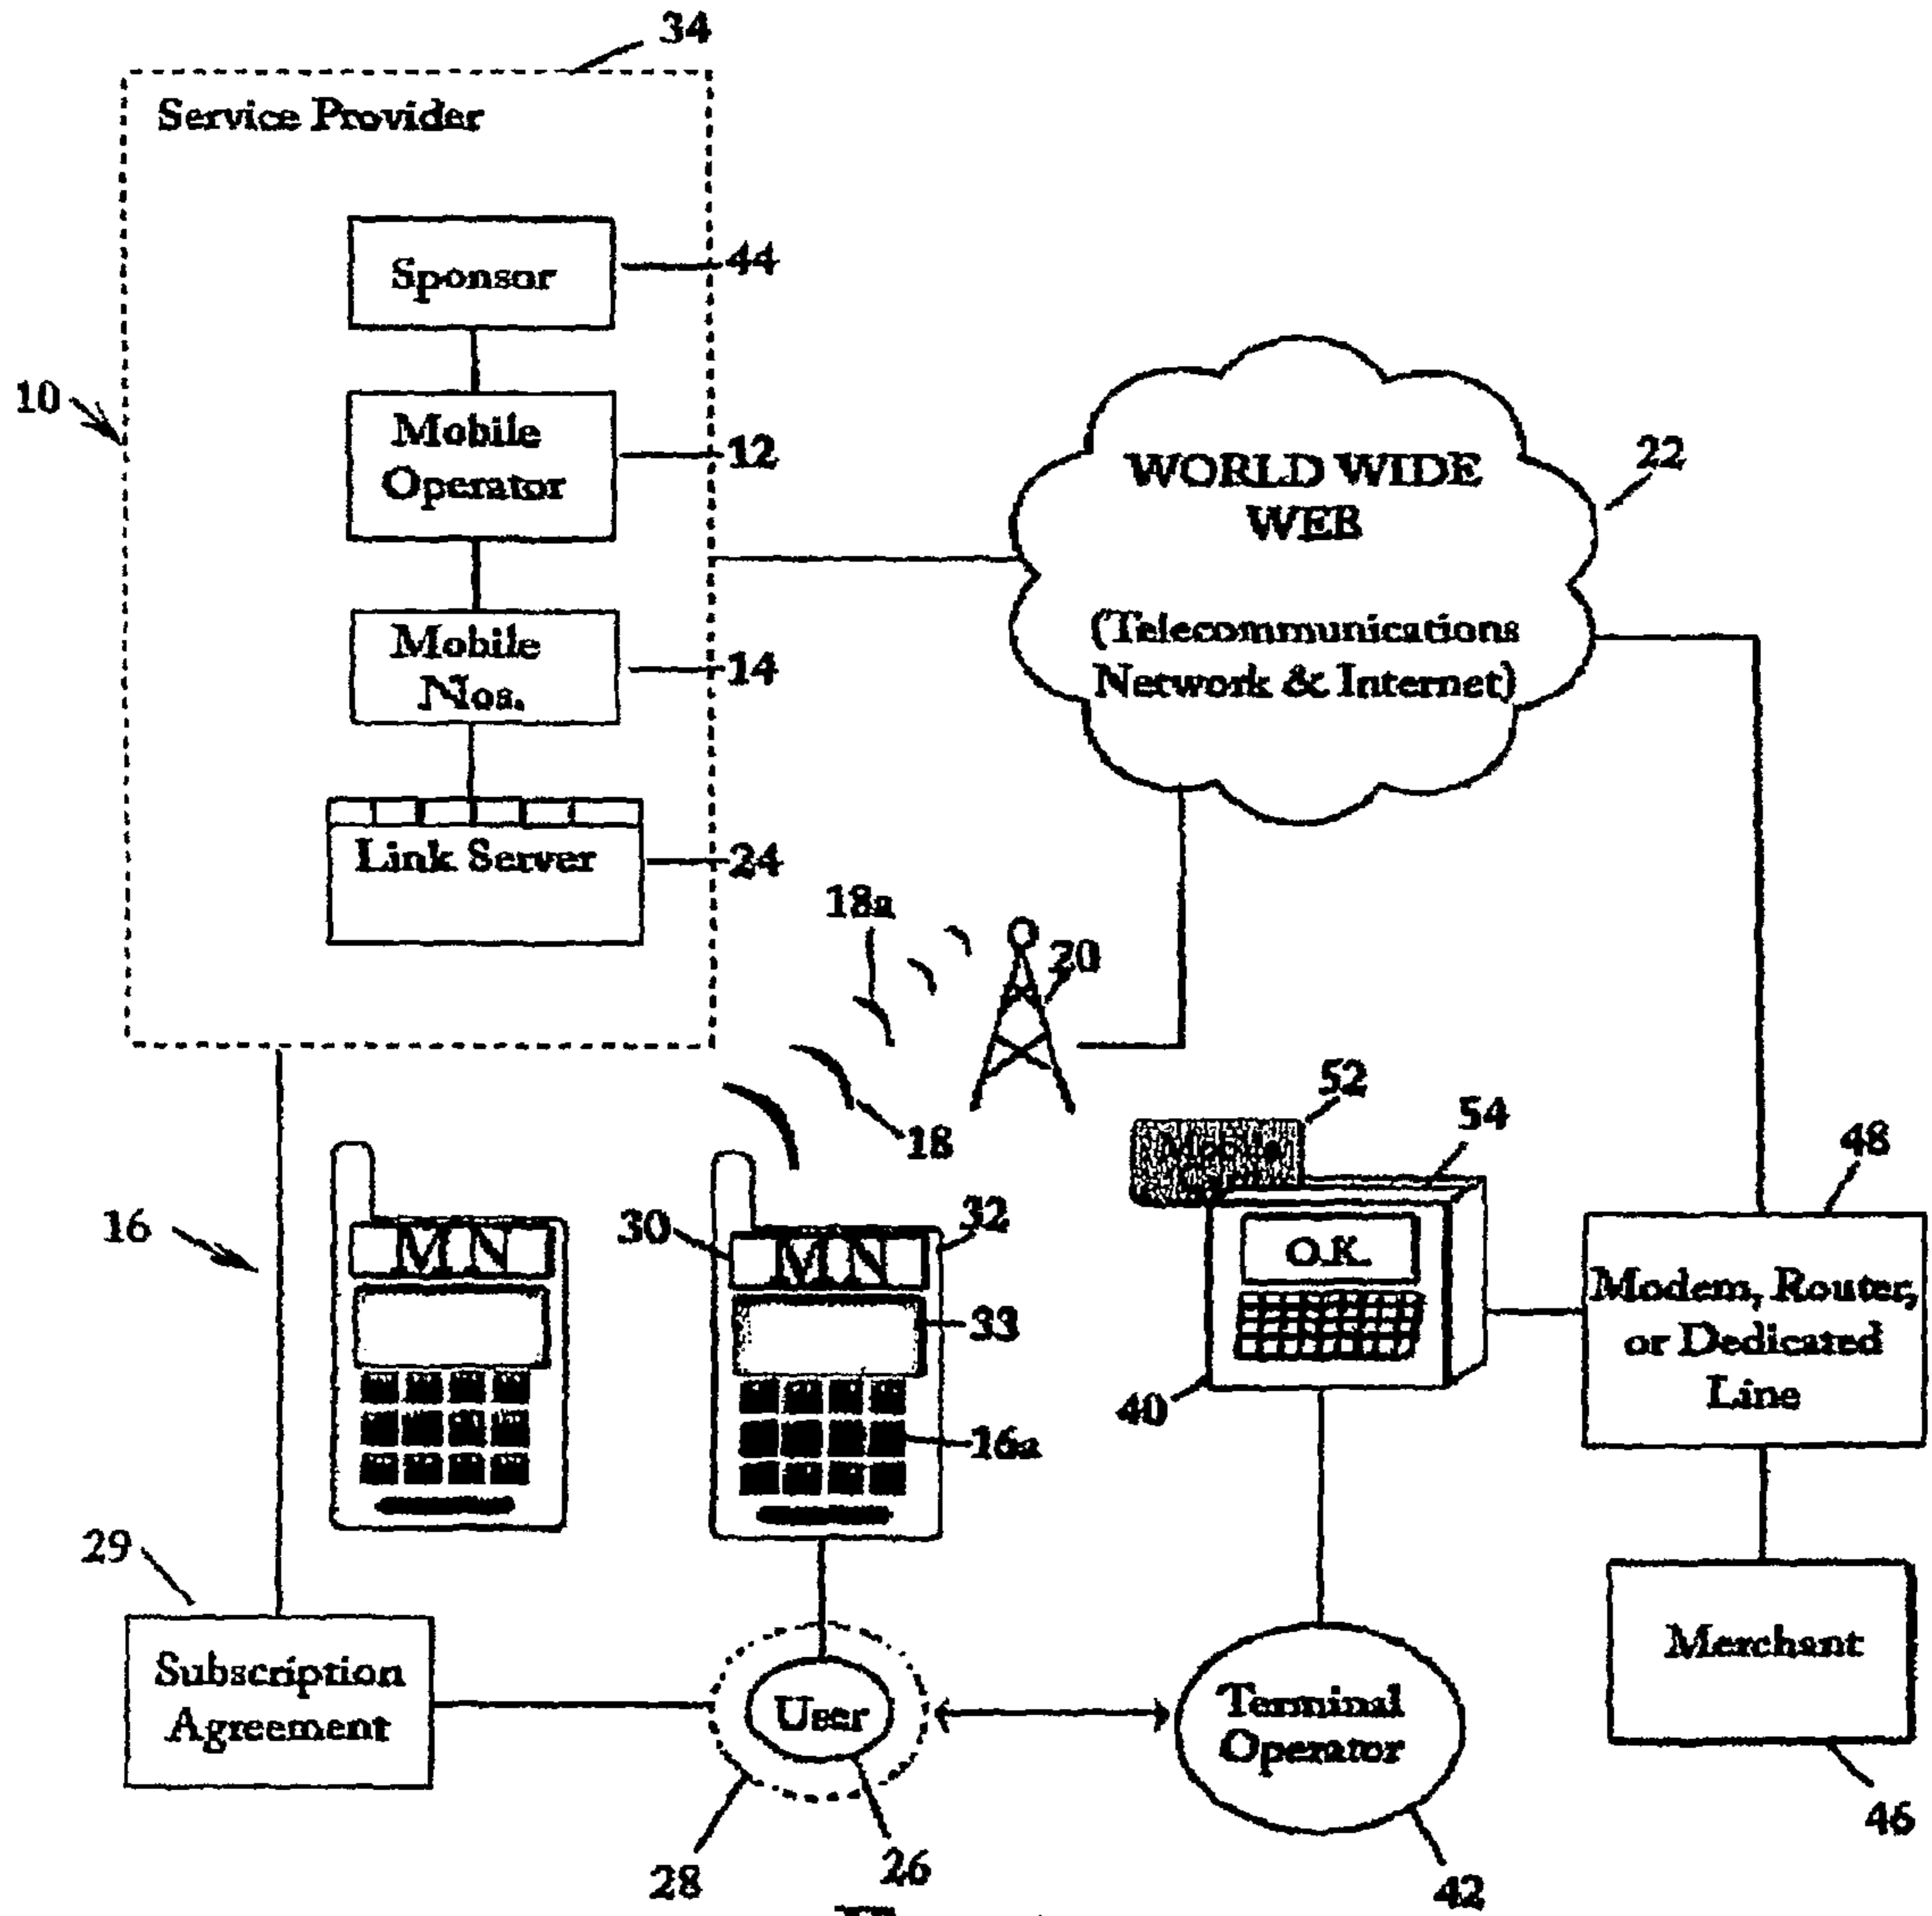 34
Service Provider
Sponsor
44
10
Mobile
Operator
12
WORLD WIDE
WEB
22
(Telecommunications
Network & Internet)
Mobile
Nos.
14
Link Server
24
18a
20
18
52
54
48
16
30
MN
MN
32
O.K.
33
Modem, Router,
or Dedicated
Line
40
16a
29
Subscription
Agreement
User
Terminal
Operator
Merchant
28
26
42
46